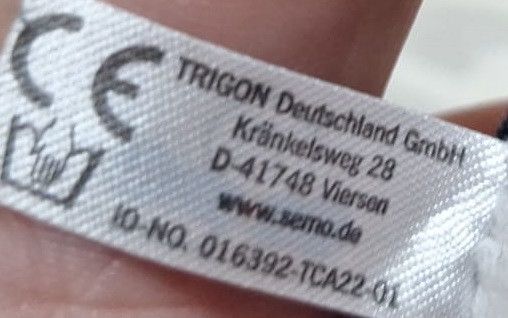 CE
TRIGON Deutschland GmbH
Kränkelsweg 28
D-41748 Viersen
www.semo.de
ID-NO. 016392-TCA22-01